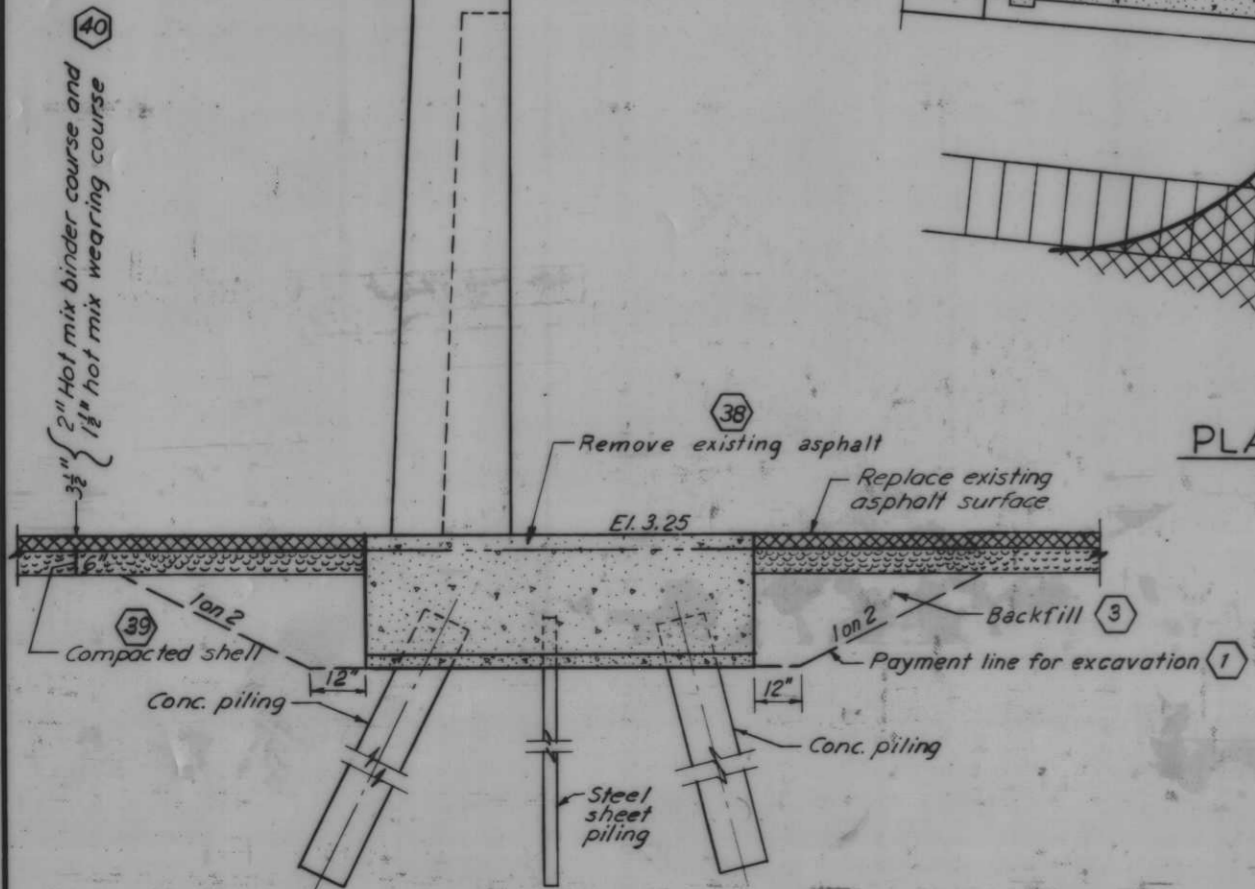 40
2" Hot mix binder course and
1½" hot mix wearing course
3½"
38
Remove existing asphalt
PLA
Replace existing
asphalt surface
El. 3.25
6"
1 on 2
39
Compacted shell
1 on 2
Backfill 3
Payment line for excavation 1
12"
12"
Conc. piling
Conc. piling
Steel
sheet
piling